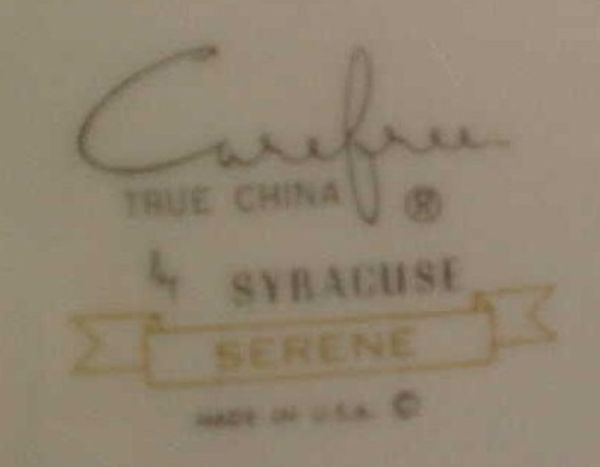 Carefree
TRUE CHINA ®
by SYRACUSE
SERENE
MADE IN U.S.A. ©